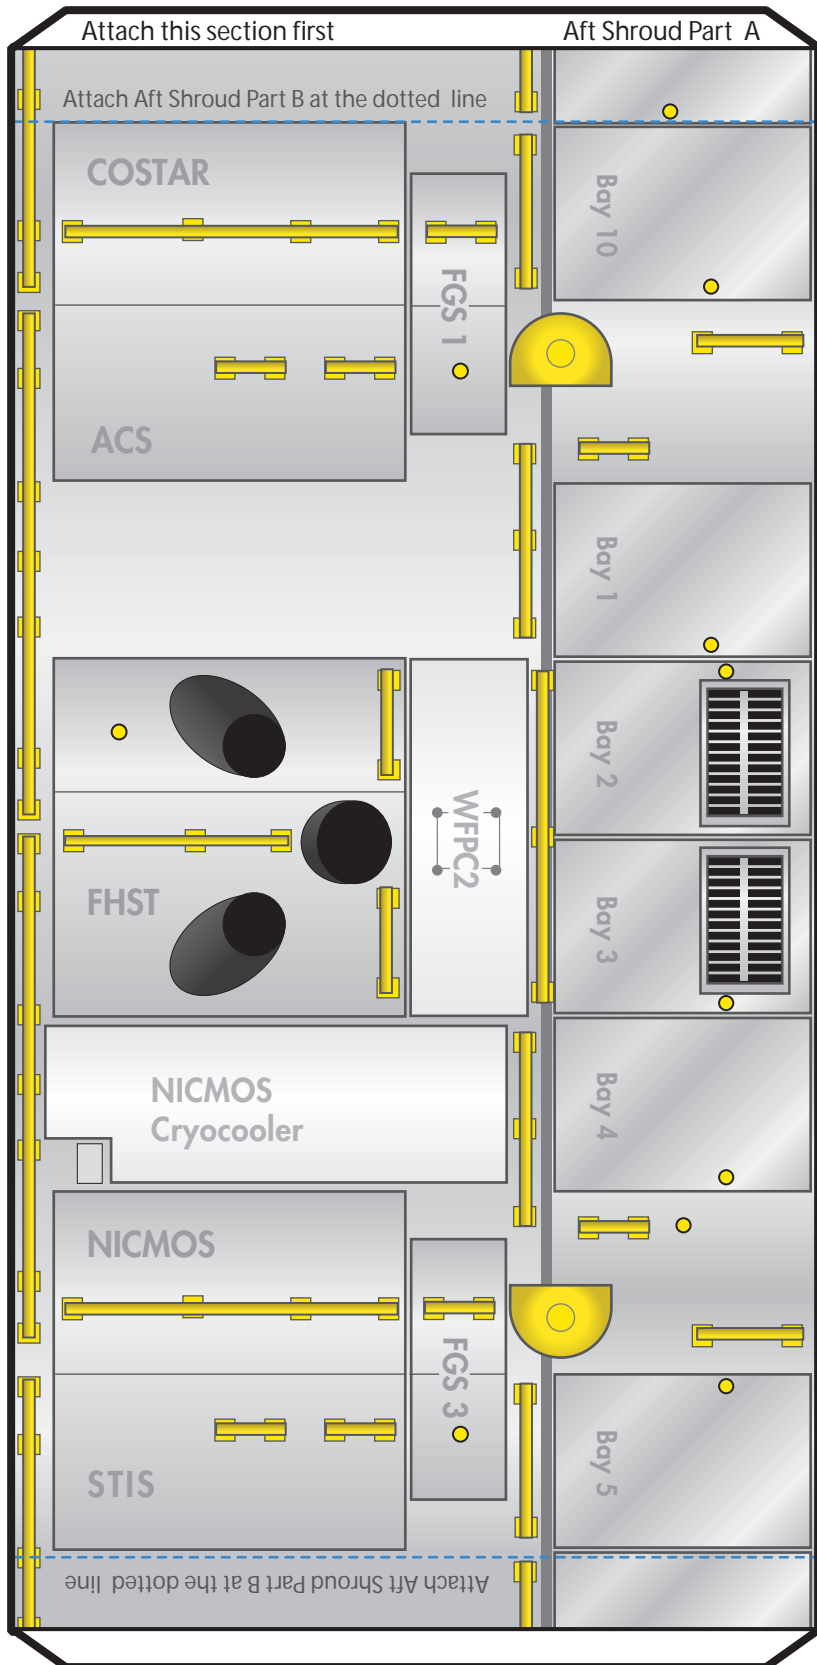 Attach this section first
Aft Shroud Part A
Attach Aft Shroud Part B at the dotted line
COSTAR
Bay 10
FGS 1
ACS
Bay 1
Bay 2
WFPC2
FHST
Bay 3
NICMOS
Cryocooler
Bay 4
NICMOS
FGS 3
STIS
Bay 5
Attach Aft Shroud Part B at the dotted line